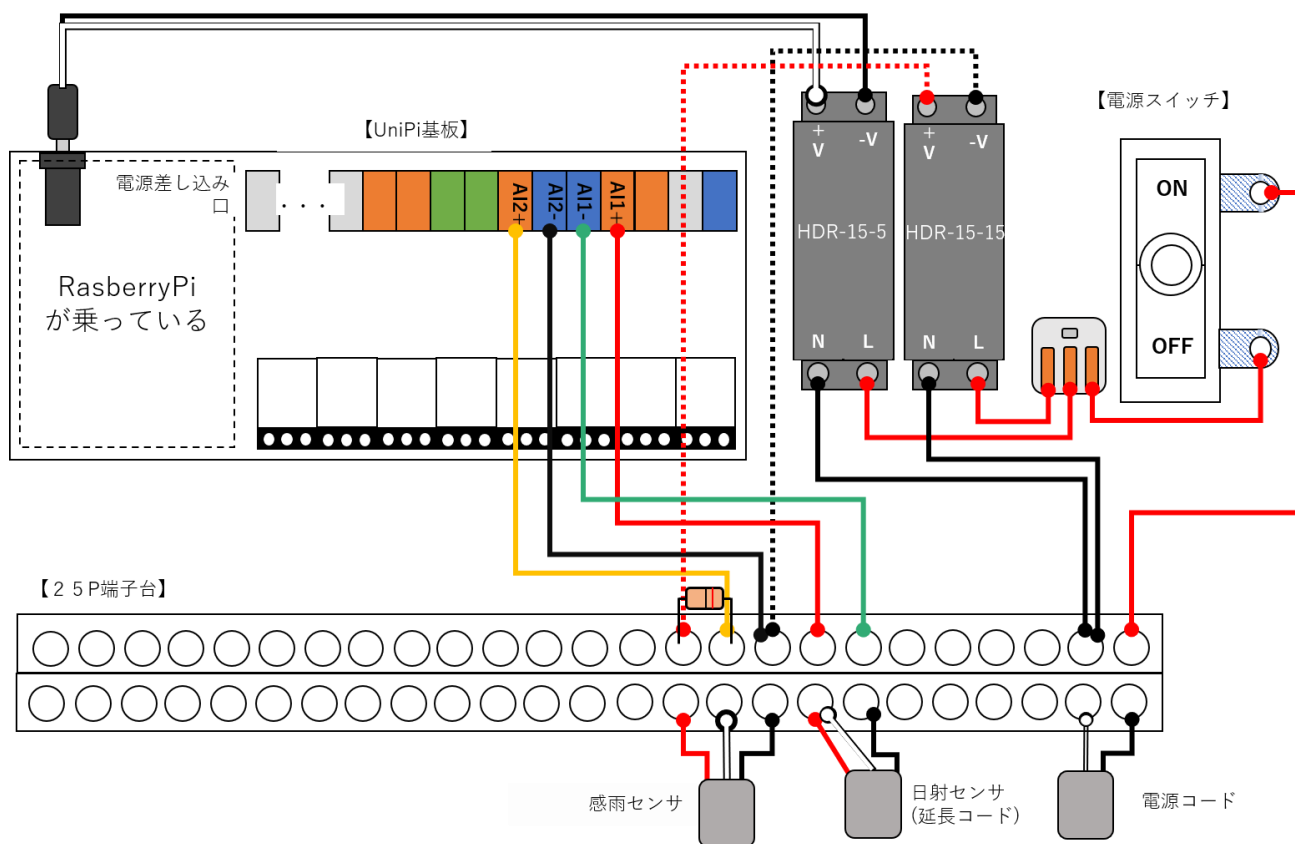 【UniPi基板】
【電源スイッチ】
電源差し込み
口
・・・
AI2+
AI2-
AI1-
AI1+
RasberryPi
が乗っている
+
V
-V
HDR-15-5
N
L
+
V
-V
HDR-15-15
N
L
ON
OFF
【２５P端子台】
感雨センサ
日射センサ
(延長コード)
電源コード